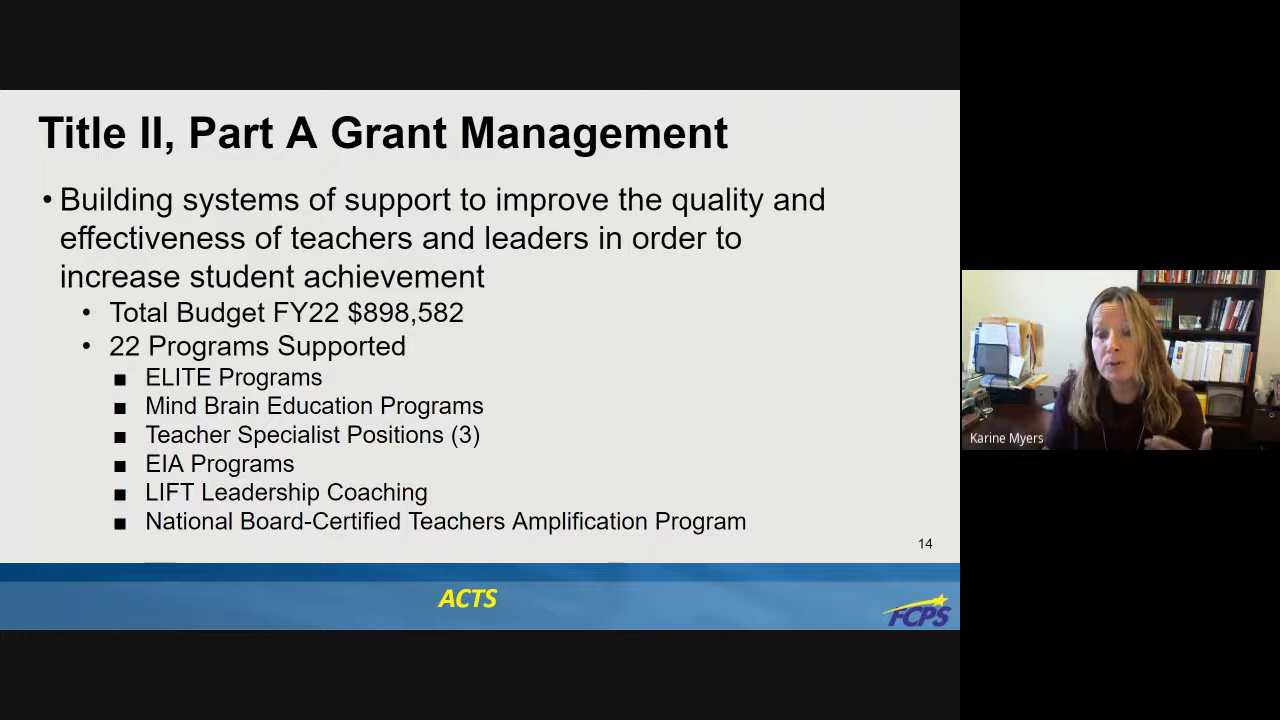 Title II, Part A Grant Management
• Building systems of support to improve the quality and
effectiveness of teachers and leaders in order to
increase student achievement
• Total Budget FY22 $898,582
• 22 Programs Supported
■ ELITE Programs
■ Mind Brain Education Programs
■ Teacher Specialist Positions (3)
■ EIA Programs
■ LIFT Leadership Coaching
■ National Board-Certified Teachers Amplification Program
14
ACTS
FCPS
Karine Myers